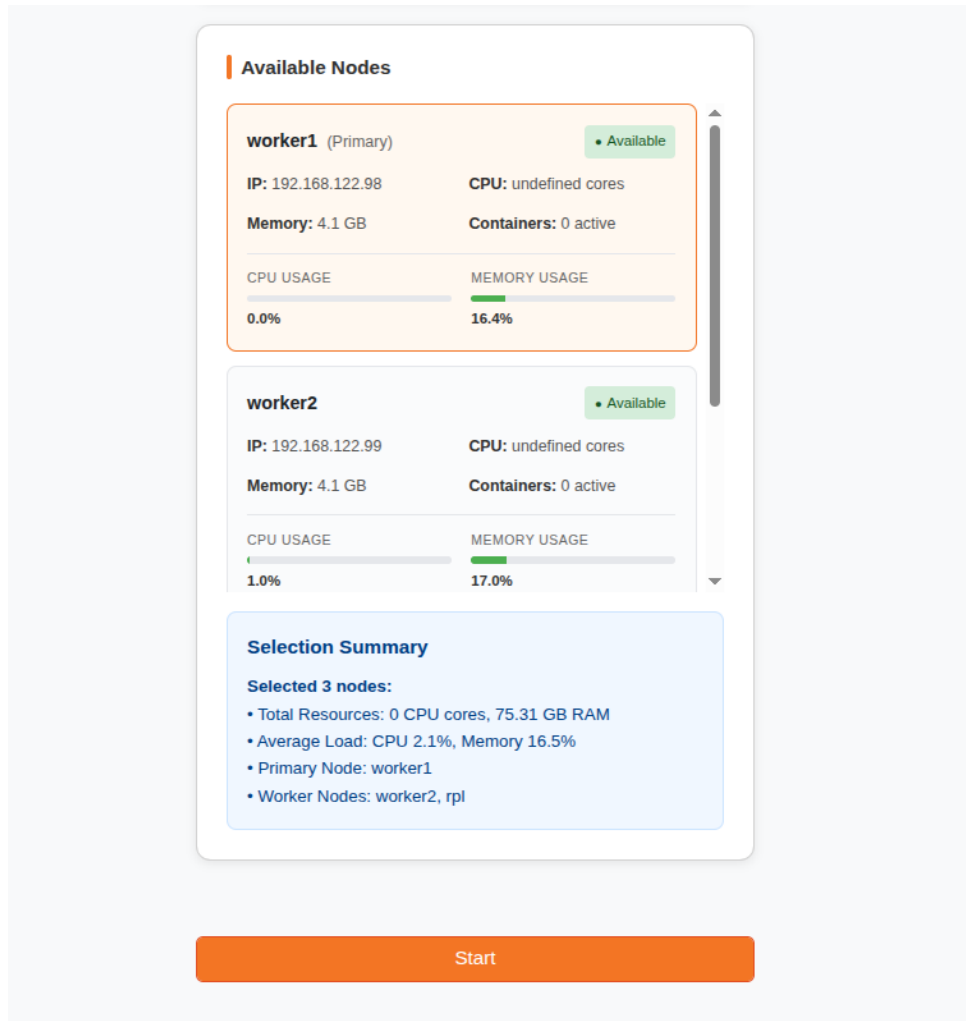 Available Nodes
worker1 (Primary) • Available
IP: 192.168.122.98 CPU: undefined cores
Memory: 4.1 GB Containers: 0 active
CPU USAGE MEMORY USAGE
0.0% 16.4%
worker2 • Available
IP: 192.168.122.99 CPU: undefined cores
Memory: 4.1 GB Containers: 0 active
CPU USAGE MEMORY USAGE
1.0% 17.0%
Selection Summary
Selected 3 nodes:
• Total Resources: 0 CPU cores, 75.31 GB RAM
• Average Load: CPU 2.1%, Memory 16.5%
• Primary Node: worker1
• Worker Nodes: worker2, rpl
Start